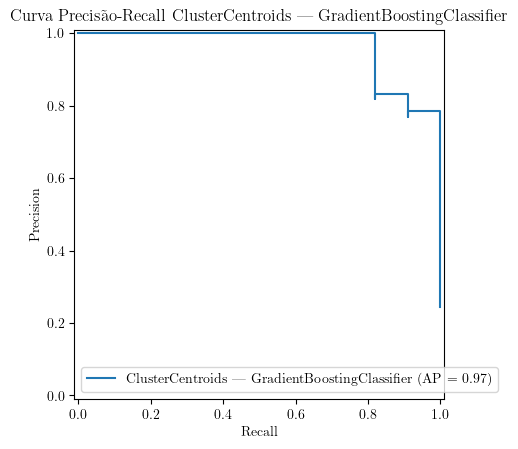 Curva Precisão-Recall ClusterCentroids — GradientBoostingClassifier
1.0
0.8
0.6
0.4
0.2
0.0
Precision
ClusterCentroids — GradientBoostingClassifier (AP = 0.97)
0.0 0.2 0.4 0.6 0.8 1.0
Recall